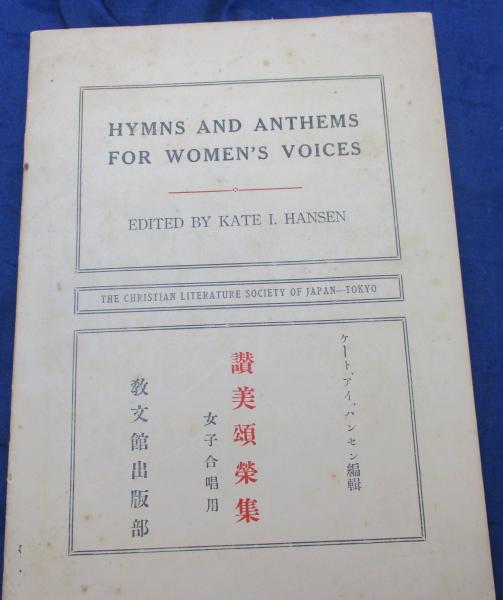 HYMNS AND ANTHEMS
FOR WOMEN'S VOICES
EDITED BY KATE I. HANSEN
THE CHRISTIAN LITERATURE SOCIETY OF JAPAN—TOKYO
ケート、アイ、ハンセン編輯
讃美頌榮集
女子合唱用
教文館出版部